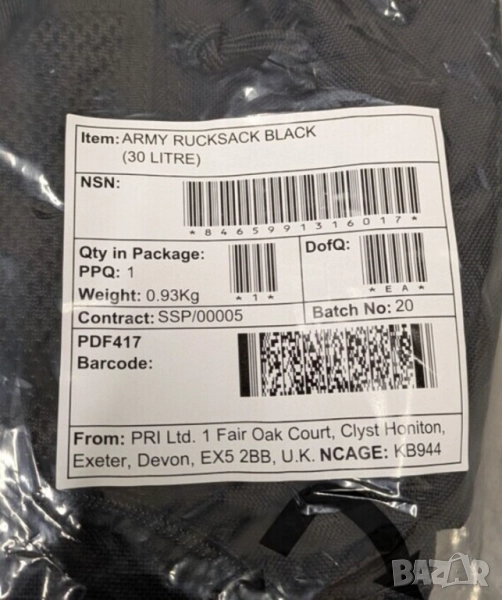 Item: ARMY RUCKSACK BLACK
(30 LITRE)
NSN:
*8465991316017*
Qty in Package:
PPQ: 1
Weight: 0.93Kg
*1*
DofQ:
*EA*
Contract: SSP/00005
Batch No: 20
PDF417
Barcode:
From: PRI Ltd. 1 Fair Oak Court, Clyst Honiton,
Exeter, Devon, EX5 2BB, U.K. NCAGE: KB944
BAZAR